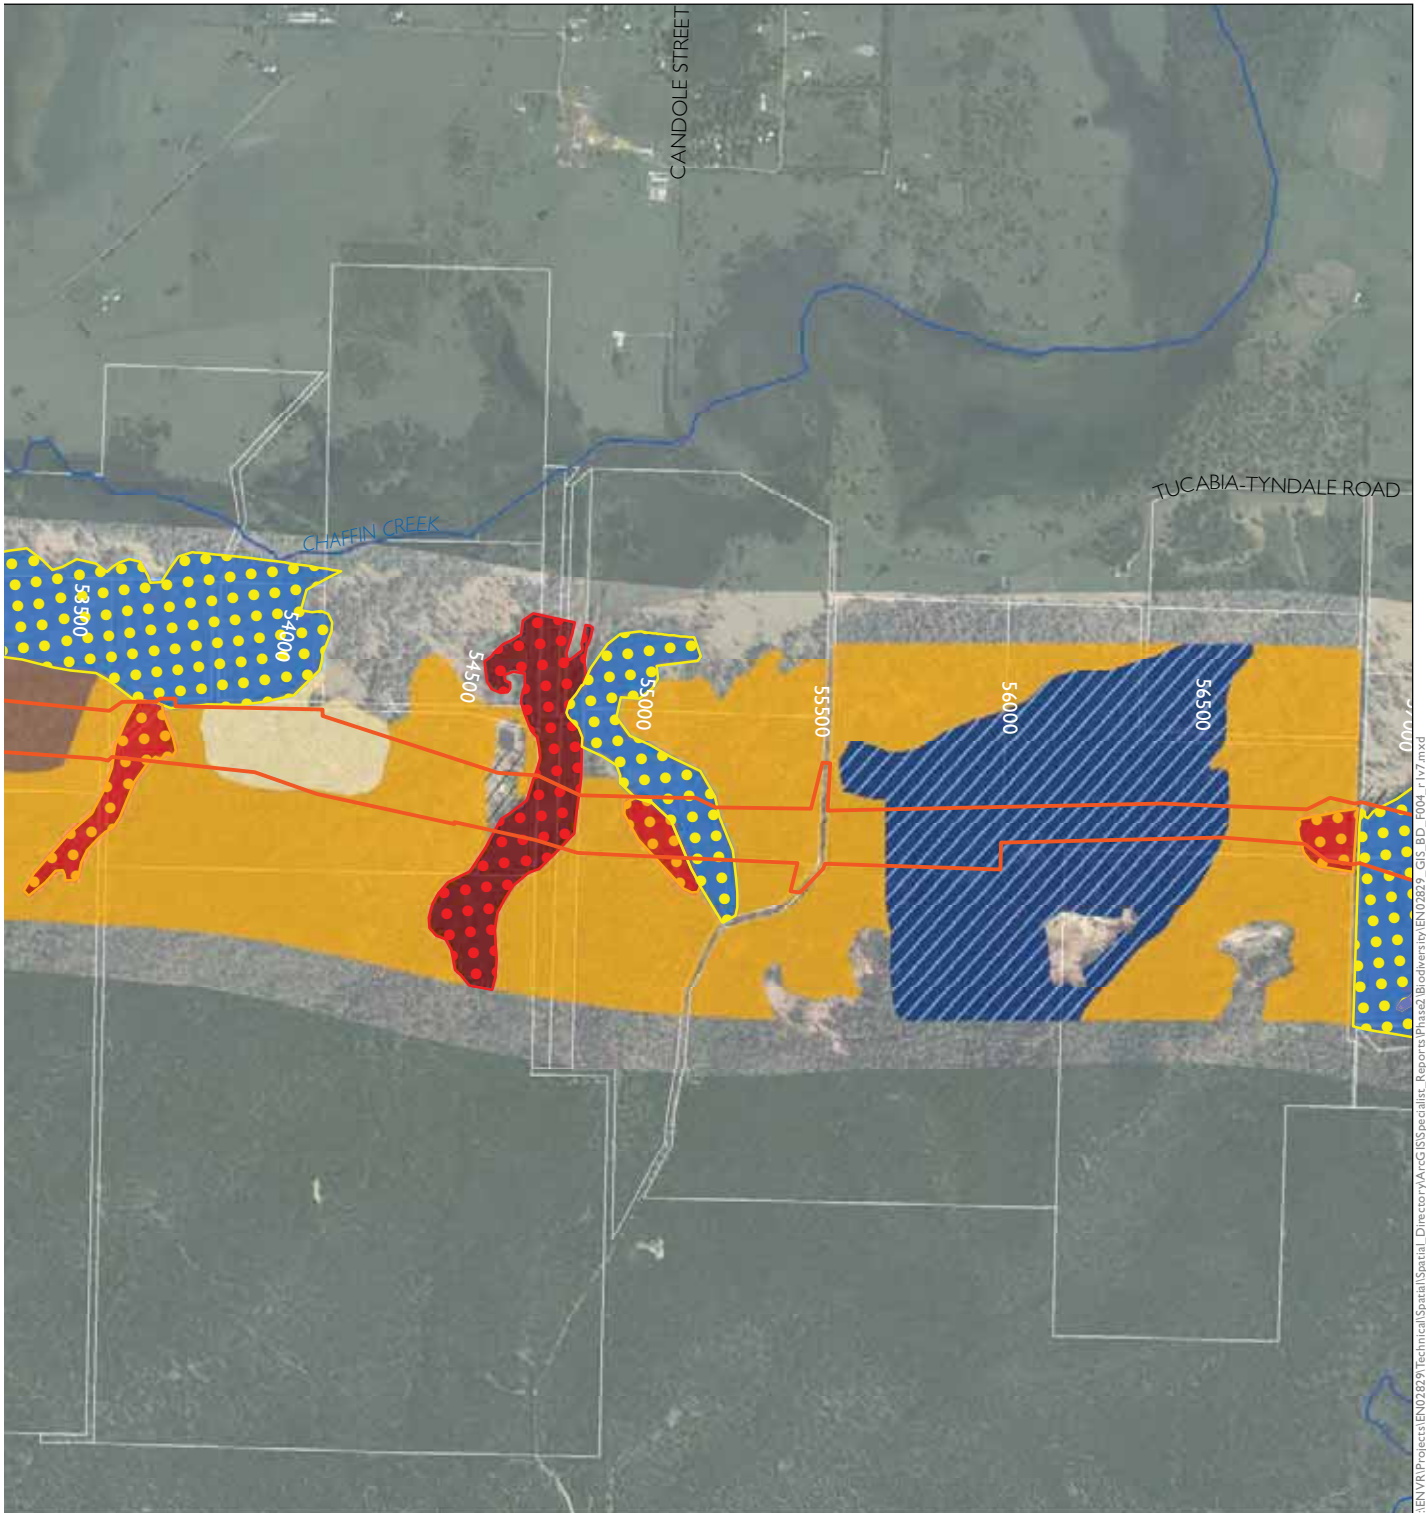 CANDOLE STREET
TUCABIA-TYNDALE ROAD
CHAFFIN CREEK
53500
54000
54500
55000
55500
56000
56500
:\ENVR\Projects\EN02829\Technical\Spatial\Spatial_Directory\ArcGIS\Specialist_Reports\Phase2\Biodiversity\EN02829_GIS_BD_F004_r1v7.mxd